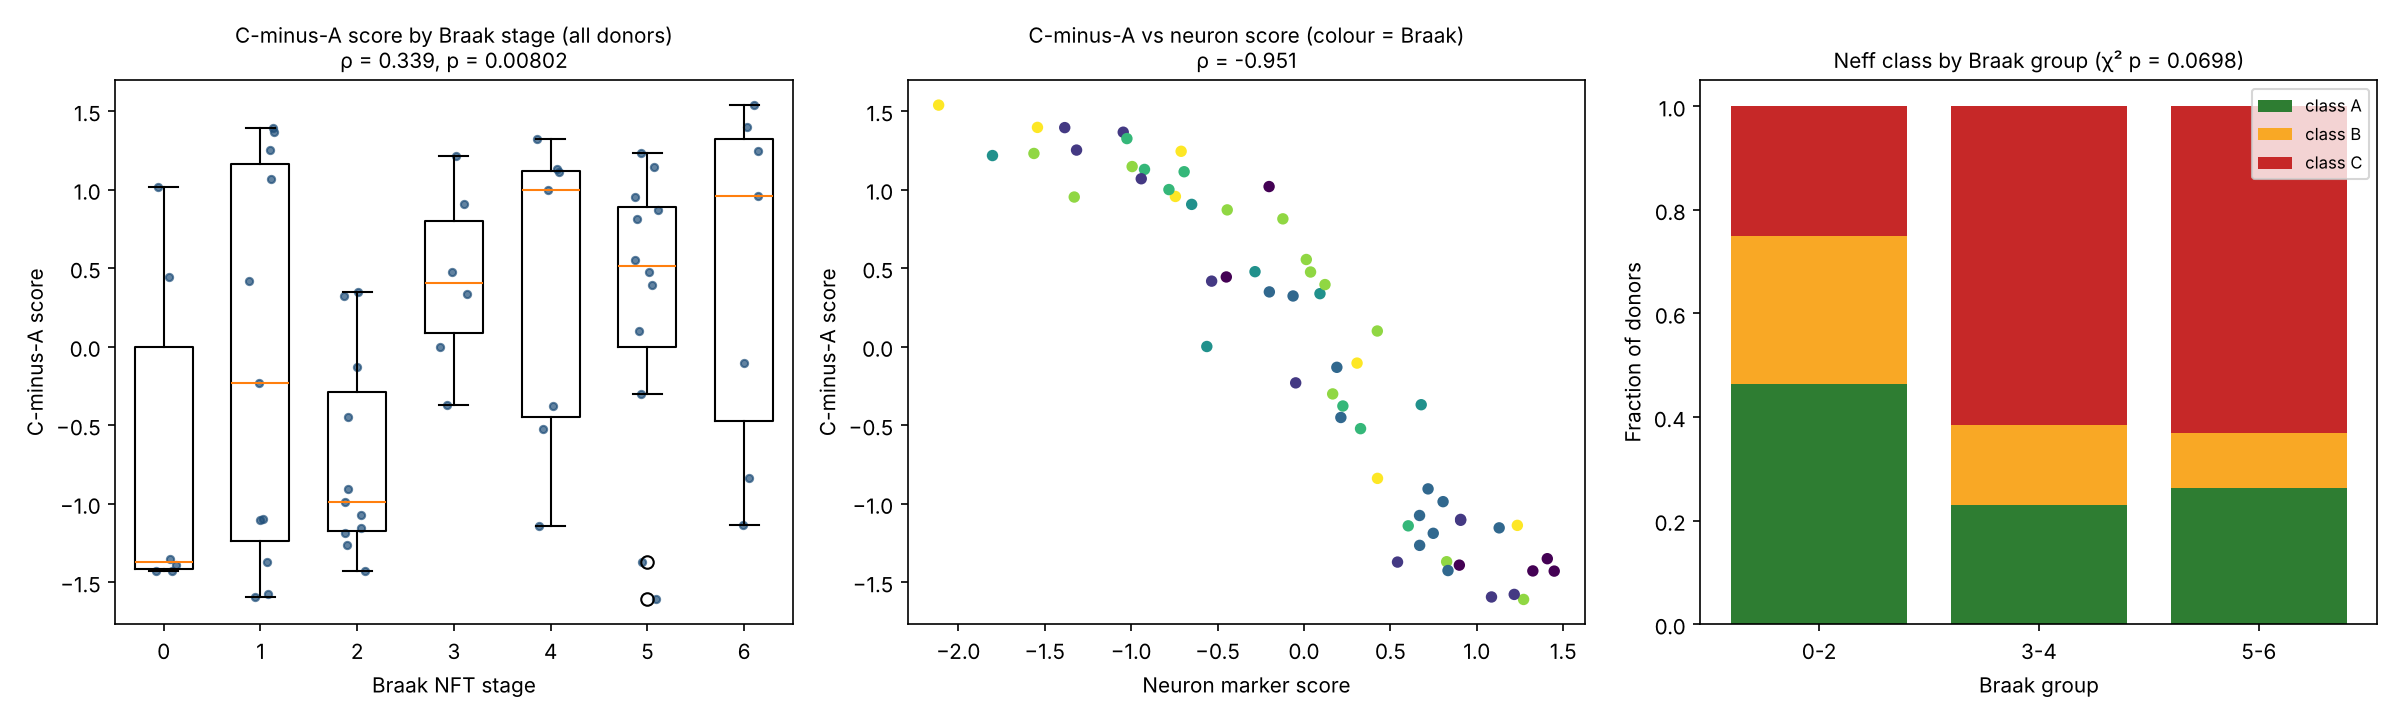 C-minus-A score by Braak stage (all donors)
ρ = 0.339, p = 0.00802
1.5
1.0
0.5
0.0
−0.5
−1.0
−1.5
C-minus-A score
0 1 2 3 4 5 6
Braak NFT stage
C-minus-A vs neuron score (colour = Braak)
ρ = -0.951
1.5
1.0
0.5
0.0
−0.5
−1.0
−1.5
C-minus-A score
−2.0 −1.5 −1.0 −0.5 0.0 0.5 1.0 1.5
Neuron marker score
Neff class by Braak group (χ² p = 0.0698)
class A
class B
class C
1.0
0.8
0.6
0.4
0.2
0.0
Fraction of donors
0-2 3-4 5-6
Braak group